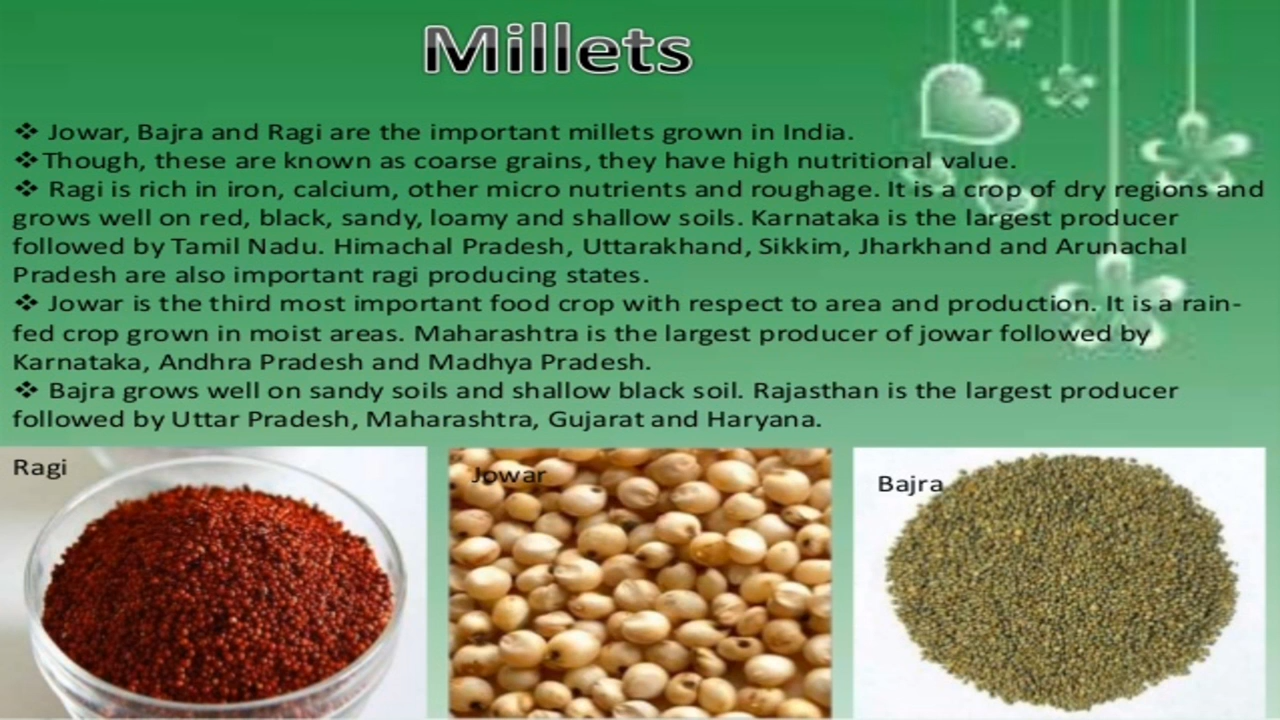 Millets
❖ Jowar, Bajra and Ragi are the important millets grown in India.
❖Though, these are known as coarse grains, they have high nutritional value.
❖ Ragi is rich in iron, calcium, other micro nutrients and roughage. It is a crop of dry regions and
grows well on red, black, sandy, loamy and shallow soils. Karnataka is the largest producer
followed by Tamil Nadu. Himachal Pradesh, Uttarakhand, Sikkim, Jharkhand and Arunachal
Pradesh are also important ragi producing states.
❖ Jowar is the third most important food crop with respect to area and production. It is a rain-
fed crop grown in moist areas. Maharashtra is the largest producer of jowar followed by
Karnataka, Andhra Pradesh and Madhya Pradesh.
❖ Bajra grows well on sandy soils and shallow black soil. Rajasthan is the largest producer
followed by Uttar Pradesh, Maharashtra, Gujarat and Haryana.
Ragi
Jowar
Bajra